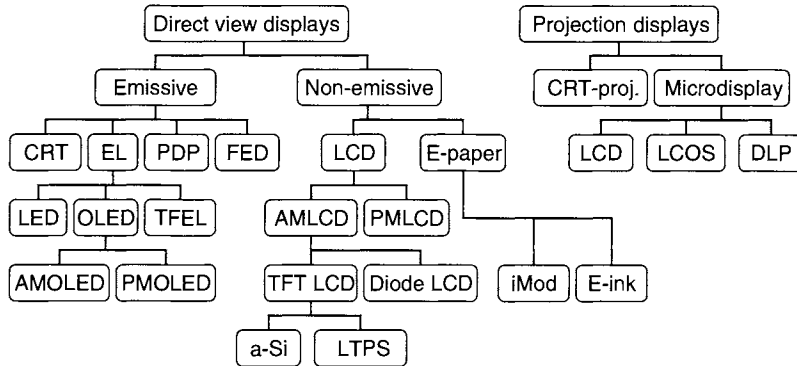 Direct view displays
Projection displays
Emissive
Non-emissive
CRT-proj.
Microdisplay
CRT
EL
PDP
FED
LCD
E-paper
LCD
LCOS
DLP
LED
OLED
TFEL
AMLCD
PMLCD
AMOLED
PMOLED
TFT LCD
Diode LCD
iMod
E-ink
a-Si
LTPS